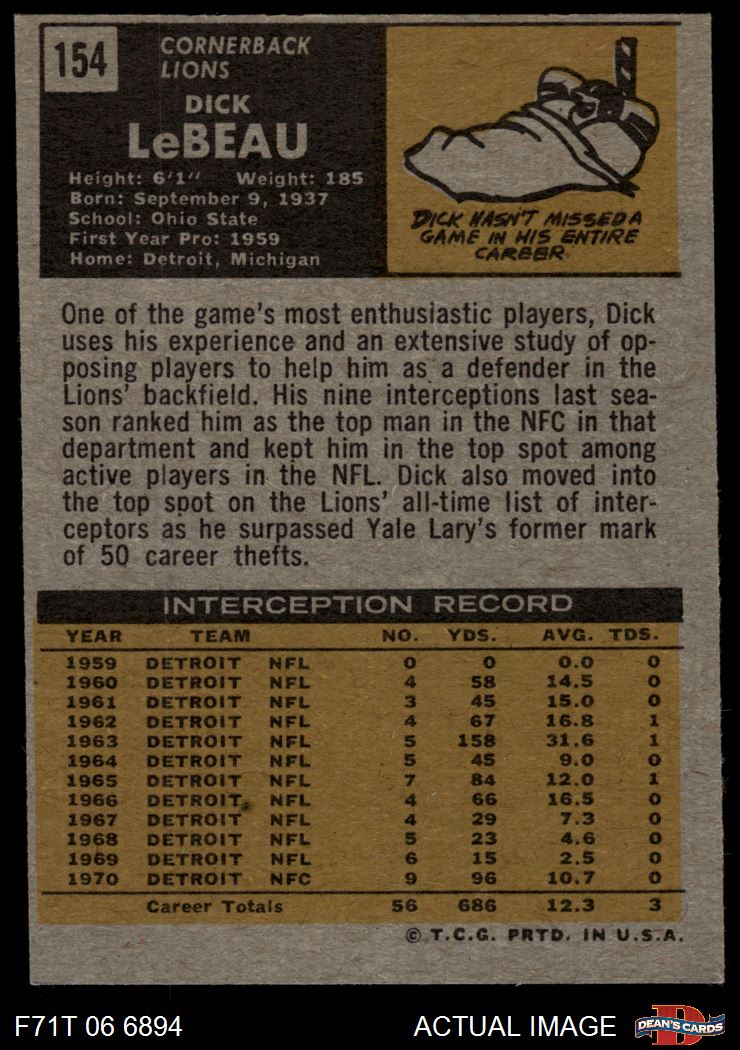 154
CORNERBACK
LIONS
DICK
LeBEAU
Height: 6'1" Weight: 185
Born: September 9, 1937
School: Ohio State
First Year Pro: 1959
Home: Detroit, Michigan
DICK HASN'T MISSED A
GAME IN HIS ENTIRE
CAREER
One of the game's most enthusiastic players, Dick
uses his experience and an extensive study of op-
posing players to help him as a defender in the
Lions' backfield. His nine interceptions last sea-
son ranked him as the top man in the NFC in that
department and kept him in the top spot among
active players in the NFL. Dick also moved into
the top spot on the Lions' all-time list of inter-
ceptors as he surpassed Yale Lary's former mark
of 50 career thefts.
INTERCEPTION RECORD
YEAR TEAM NO. YDS. AVG. TDS.
1959 DETROIT NFL 0 0 0.0 0
1960 DETROIT NFL 4 58 14.5 0
1961 DETROIT NFL 3 45 15.0 0
1962 DETROIT NFL 4 67 16.8 1
1963 DETROIT NFL 5 158 31.6 1
1964 DETROIT NFL 5 45 9.0 0
1965 DETROIT NFL 7 84 12.0 1
1966 DETROIT NFL 4 66 16.5 0
1967 DETROIT NFL 4 29 7.3 0
1968 DETROIT NFL 5 23 4.6 0
1969 DETROIT NFL 6 15 2.5 0
1970 DETROIT NFC 9 96 10.7 0
Career Totals 56 686 12.3 3
© T.C.G. PRTD. IN U.S.A.
F71T 06 6894 ACTUAL IMAGE D DEAN'S CARDS